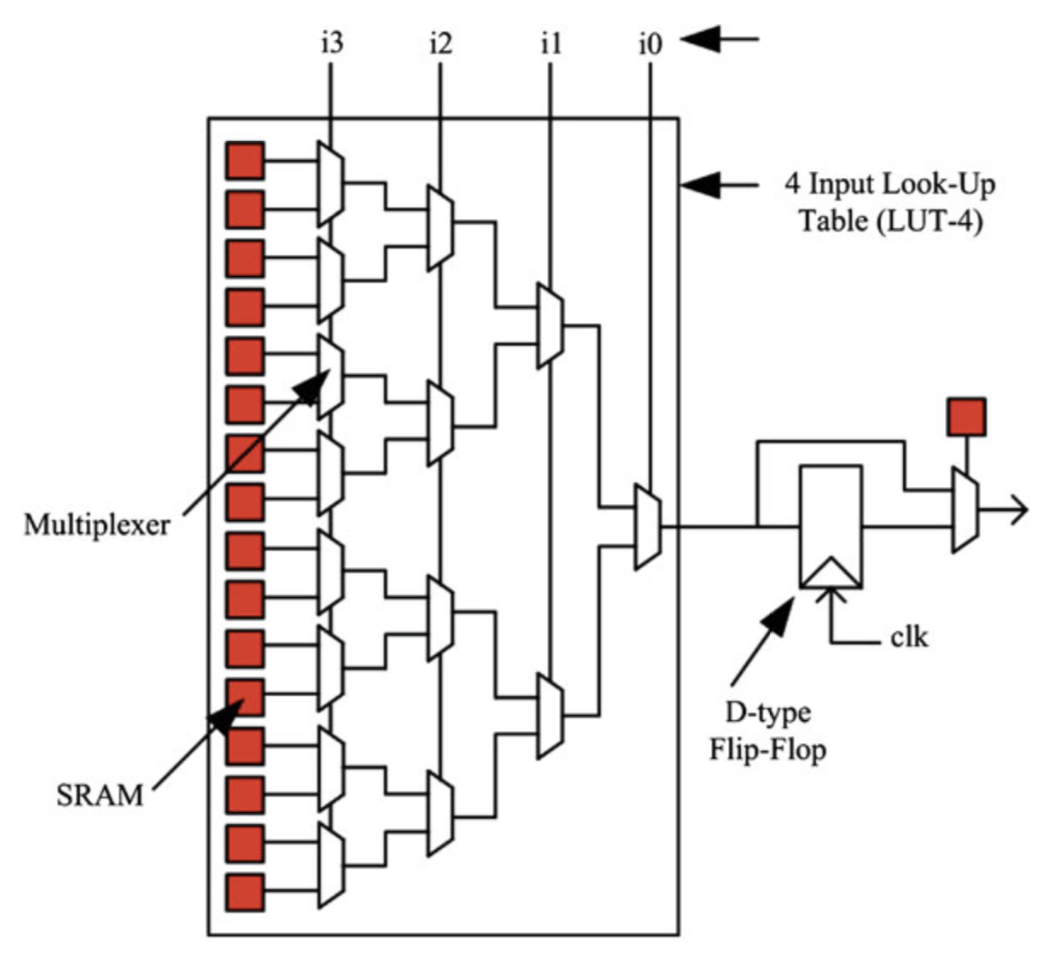 i3 i2 i1 i0
4 Input Look-Up
Table (LUT-4)
Multiplexer
clk
D-type
Flip-Flop
SRAM